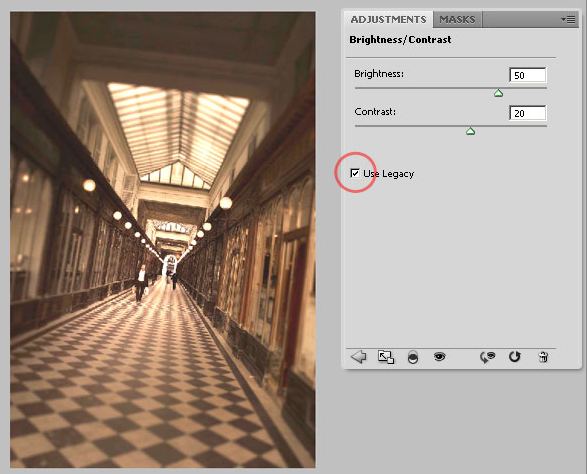 ADJUSTMENTS MASKS
Brightness/Contrast
Brightness: 50
Contrast: 20
Use Legacy